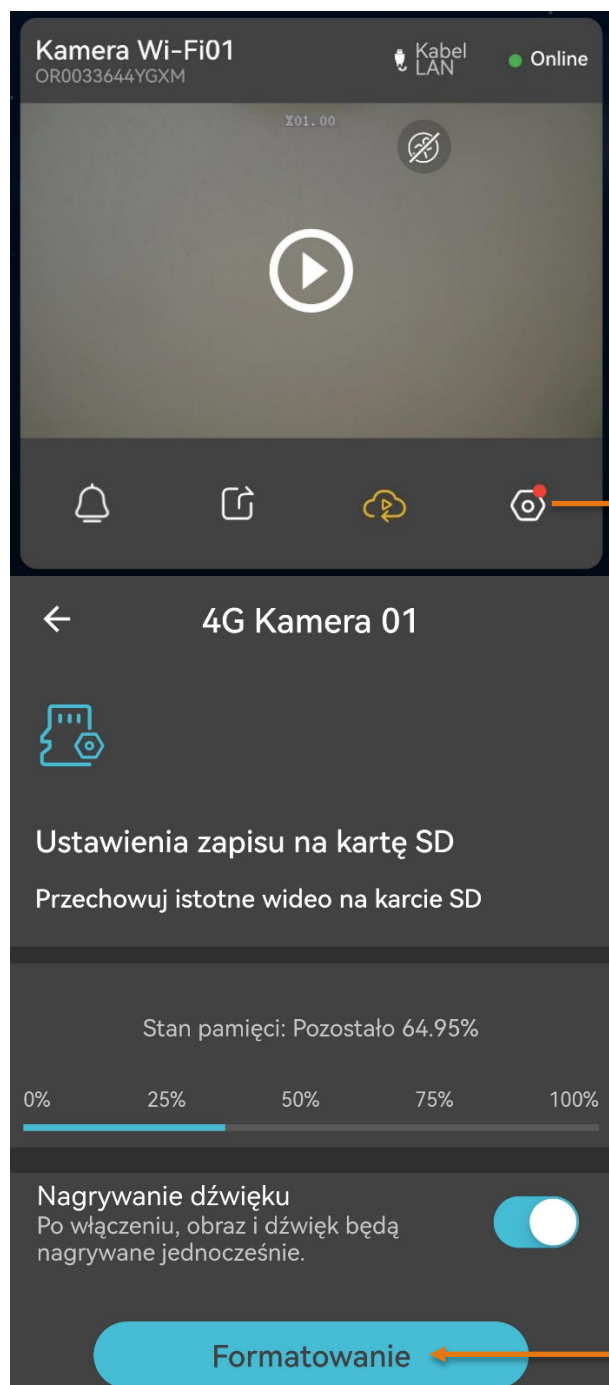 Kamera Wi-Fi01
OR0033644YGXM
Kabel
LAN
Online
X01.00
4G Kamera 01
Ustawienia zapisu na kartę SD
Przechowuj istotne wideo na karcie SD
Stan pamięci: Pozostało 64.95%
0% 25% 50% 75% 100%
Nagrywanie dźwięku
Po włączeniu, obraz i dźwięk będą
nagrywane jednocześnie.
Formatowanie